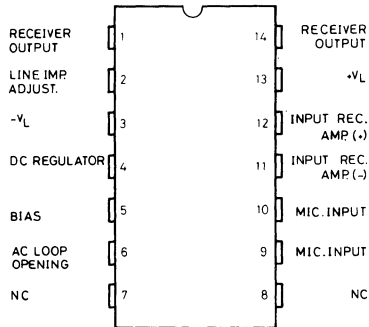 RECEIVER
OUTPUT
1
14
RECEIVER
OUTPUT
LINE IMP.
ADJUST.
2
13
+VL
-VL
3
12
INPUT REC.
AMP. (+)
DC REGULATOR
4
11
INPUT REC.
AMP. (-)
BIAS
5
10
MIC. INPUT
AC LOOP
OPENING
6
9
MIC. INPUT
NC
7
8
NC